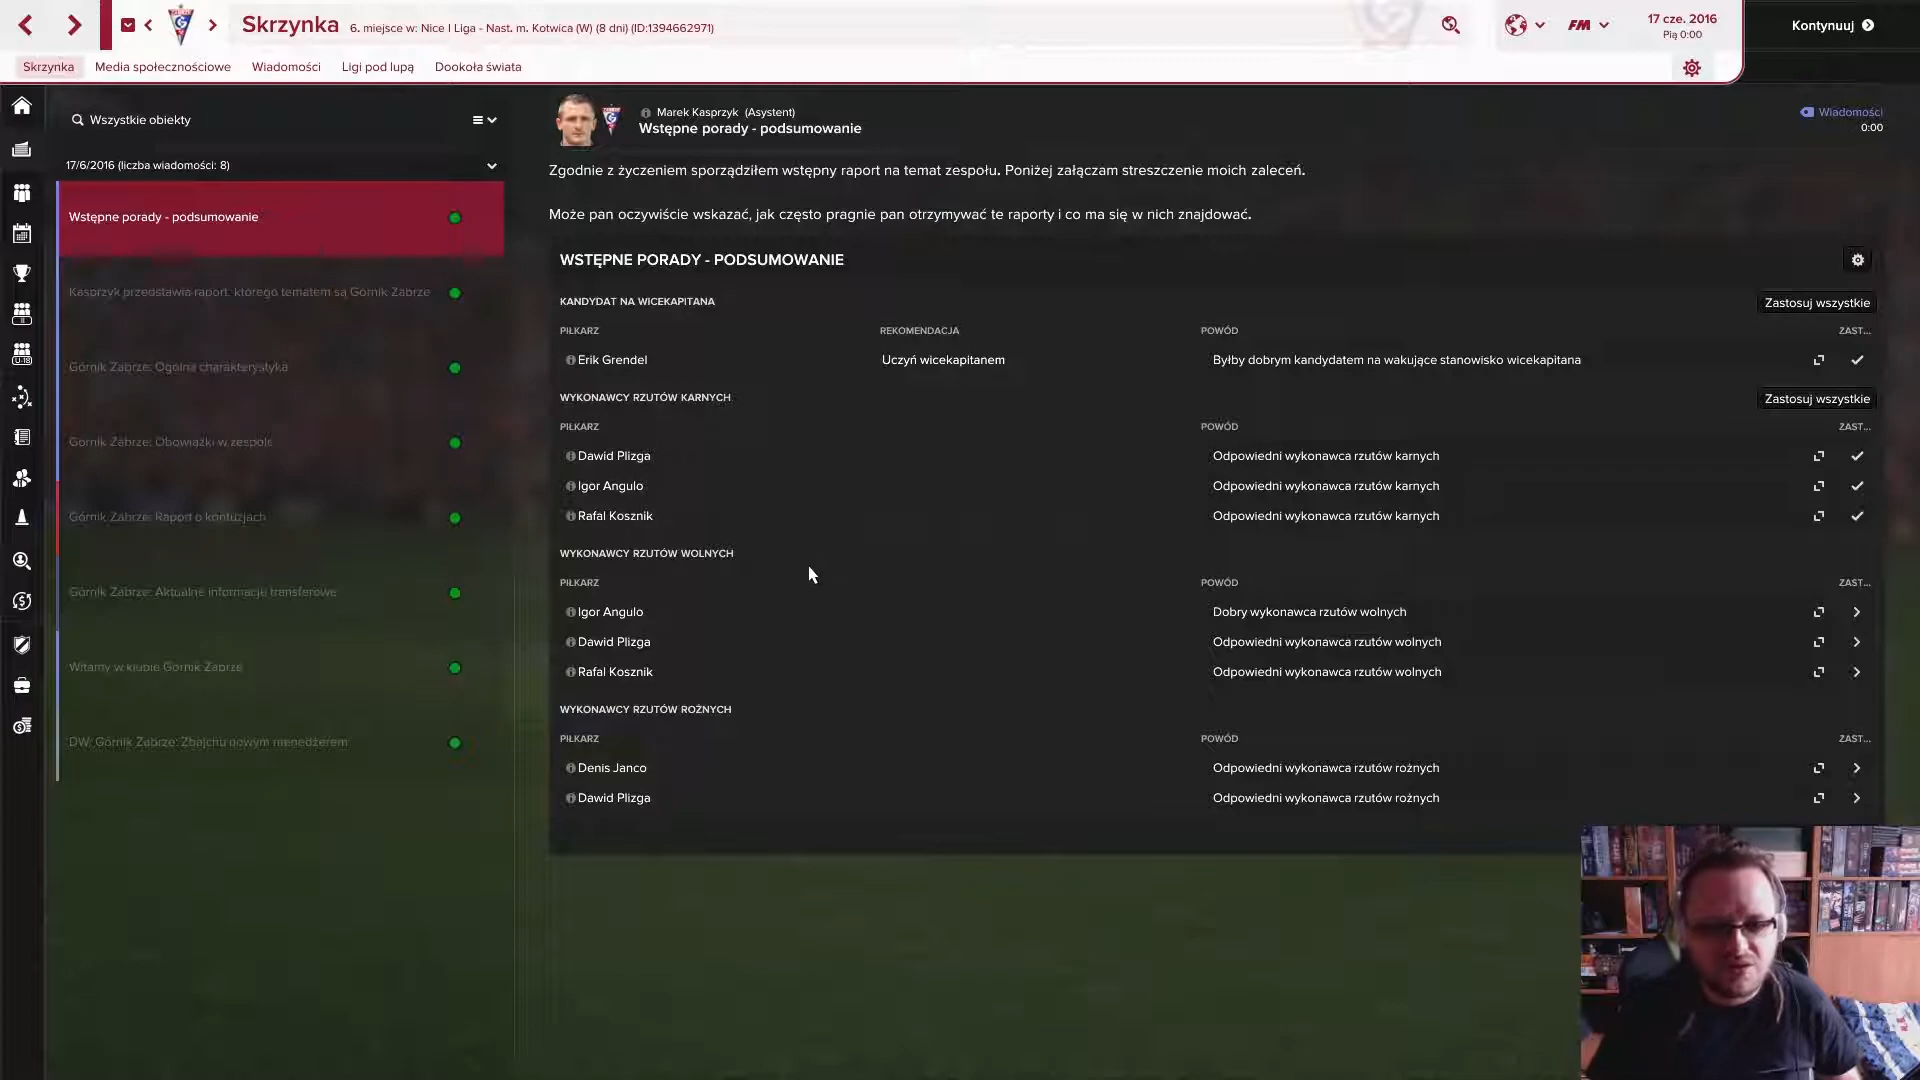 Skrzynka
6. miejsce w: Nice I Liga - Nast. m. Kotwica (W) (8 dni) (ID:1394662971)
FM
17 cze. 2016
Pią 0:00
Kontynuuj
Skrzynka
Media społecznościowe
Wiadomości
Ligi pod lupą
Dookoła świata
Wszystkie obiekty
17/6/2016 (liczba wiadomości: 8)
Wstępne porady - podsumowanie
Kasprzyk przedstawia raport, którego tematem są Górnik Zabrze
Górnik Zabrze: Ogólna charakterystyka
Górnik Zabrze: Obowiązki w zespole
Górnik Zabrze: Raport o kontuzjach
Górnik Zabrze: Aktualne informacje transferowe
Witamy w klubie Górnik Zabrze
DW: Górnik Zabrze: Zbajchu nowym menedżerem
Marek Kasprzyk (Asystent)
Wstępne porady - podsumowanie
Wiadomości
0:00
Zgodnie z życzeniem sporządziłem wstępny raport na temat zespołu. Poniżej załączam streszczenie moich zaleceń.
Może pan oczywiście wskazać, jak często pragnie pan otrzymywać te raporty i co ma się w nich znajdować.
WSTĘPNE PORADY - PODSUMOWANIE
KANDYDAT NA WICEKAPITANA
Zastosuj wszystkie
PIŁKARZ REKOMENDACJA POWÓD ZAST...
Erik Grendel Uczyń wicekapitanem Byłby dobrym kandydatem na wakujące stanowisko wicekapitana
WYKONAWCY RZUTÓW KARNYCH
Zastosuj wszystkie
PIŁKARZ POWÓD ZAST...
Dawid Plizga Odpowiedni wykonawca rzutów karnych
Igor Angulo Odpowiedni wykonawca rzutów karnych
Rafal Kosznik Odpowiedni wykonawca rzutów karnych
WYKONAWCY RZUTÓW WOLNYCH
PIŁKARZ POWÓD ZAST...
Igor Angulo Dobry wykonawca rzutów wolnych
Dawid Plizga Odpowiedni wykonawca rzutów wolnych
Rafal Kosznik Odpowiedni wykonawca rzutów wolnych
WYKONAWCY RZUTÓW ROŻNYCH
PIŁKARZ POWÓD ZAST...
Denis Janco Odpowiedni wykonawca rzutów rożnych
Dawid Plizga Odpowiedni wykonawca rzutów rożnych